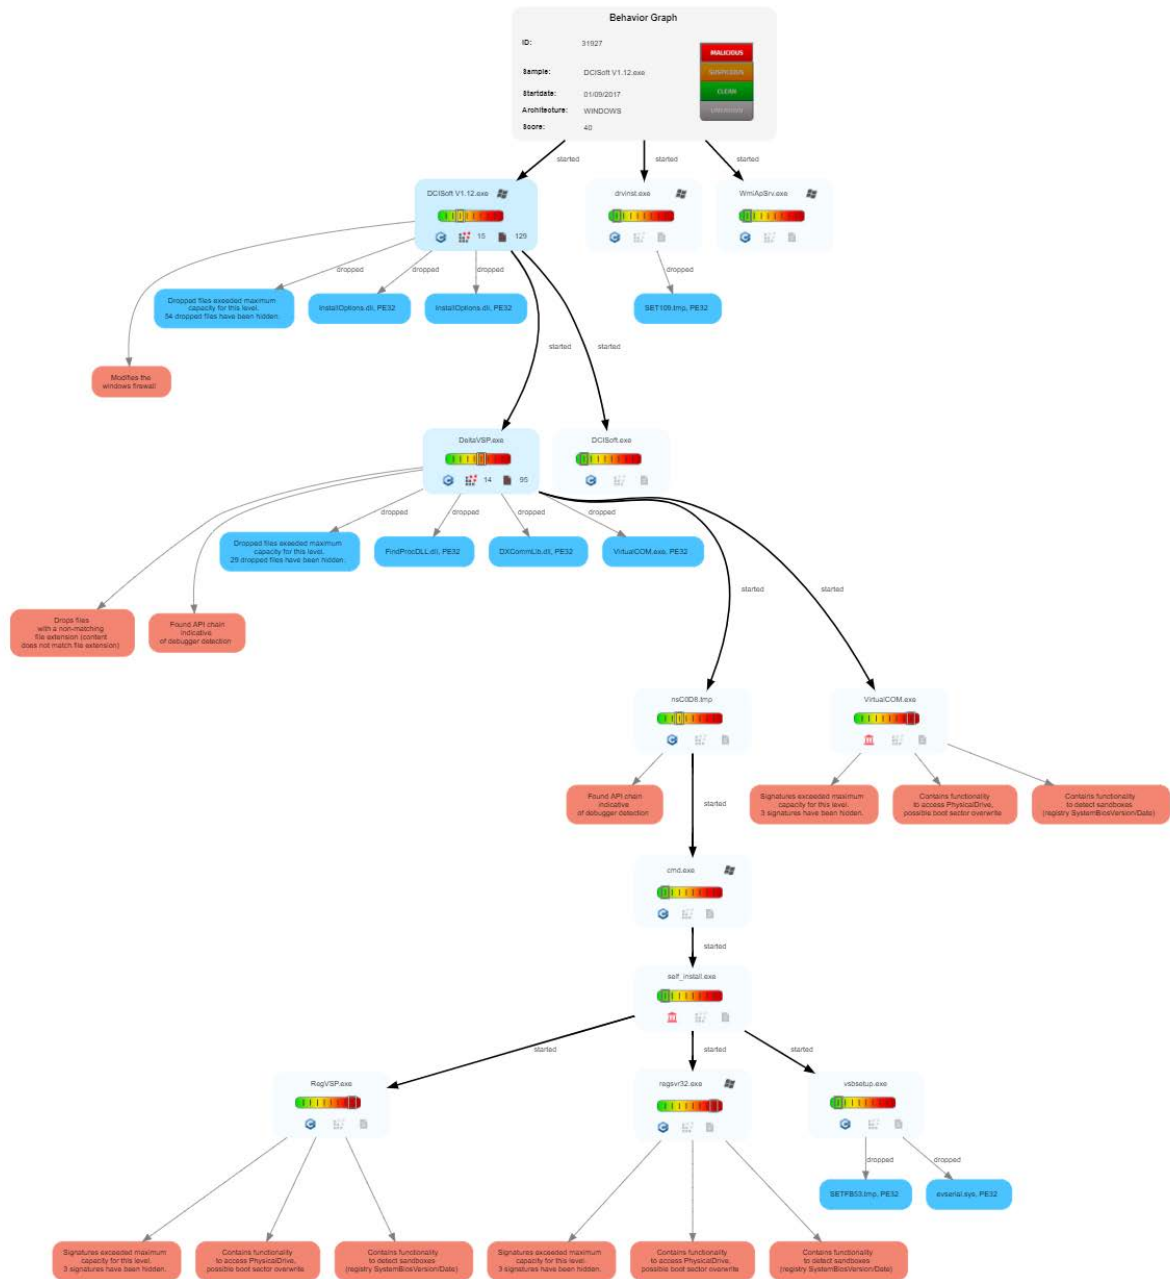 Behavior Graph
ID: 31927
Sample: DCISoft V1.12.exe
Startdate: 01/09/2017
Architecture: WINDOWS
Score: 40
MALICIOUS
SUSPICIOUS
CLEAN
UNKNOWN
started
started
started
DCISoft V1.12.exe
15
129
drvinst.exe
WmiApSrv.exe
dropped
dropped
dropped
dropped
Dropped files exeeded maximum
capacity for this level.
54 dropped files have been hidden.
InstallOptions.dll, PE32
InstallOptions.dll, PE32
SET109.tmp, PE32
started
started
Modifies the
windows firewall
DeltaVSP.exe
14
95
DCISoft.exe
dropped
dropped
dropped
dropped
Dropped files exeeded maximum
capacity for this level.
29 dropped files have been hidden.
FindProcDLL.dll, PE32
DXCommLib.dll, PE32
VirtualCOM.exe, PE32
started
started
Drops files
with a non-matching
file extension (content
does not match file extension)
Found API chain
indicative
of debugger detection
nsC0D8.tmp
VirtualCOM.exe
Found API chain
indicative
of debugger detection
started
Signatures exceeded maximum
capacity for this level.
3 signatures have been hidden.
Contains functionality
to access PhysicalDrive,
possible boot sector overwrite
Contains functionality
to detect sandboxes
(registry SystemBiosVersion/Date)
cmd.exe
started
self_install.exe
started
started
started
RegVSP.exe
regsvr32.exe
vsbsetup.exe
dropped
dropped
SETFB53.tmp, PE32
evserial.sys, PE32
Signatures exceeded maximum
capacity for this level.
3 signatures have been hidden.
Contains functionality
to access PhysicalDrive,
possible boot sector overwrite
Contains functionality
to detect sandboxes
(registry SystemBiosVersion/Date)
Signatures exceeded maximum
capacity for this level.
3 signatures have been hidden.
Contains functionality
to access PhysicalDrive,
possible boot sector overwrite
Contains functionality
to detect sandboxes
(registry SystemBiosVersion/Date)